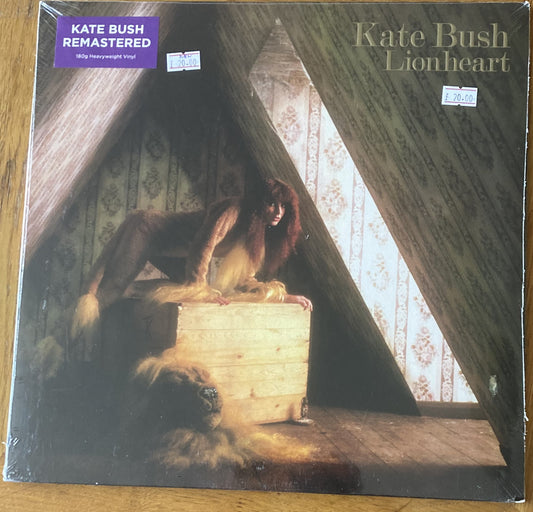 KATE BUSH
REMASTERED
180g Heavyweight Vinyl
£ 20.00
Kate Bush
Lionheart
£ 20.00